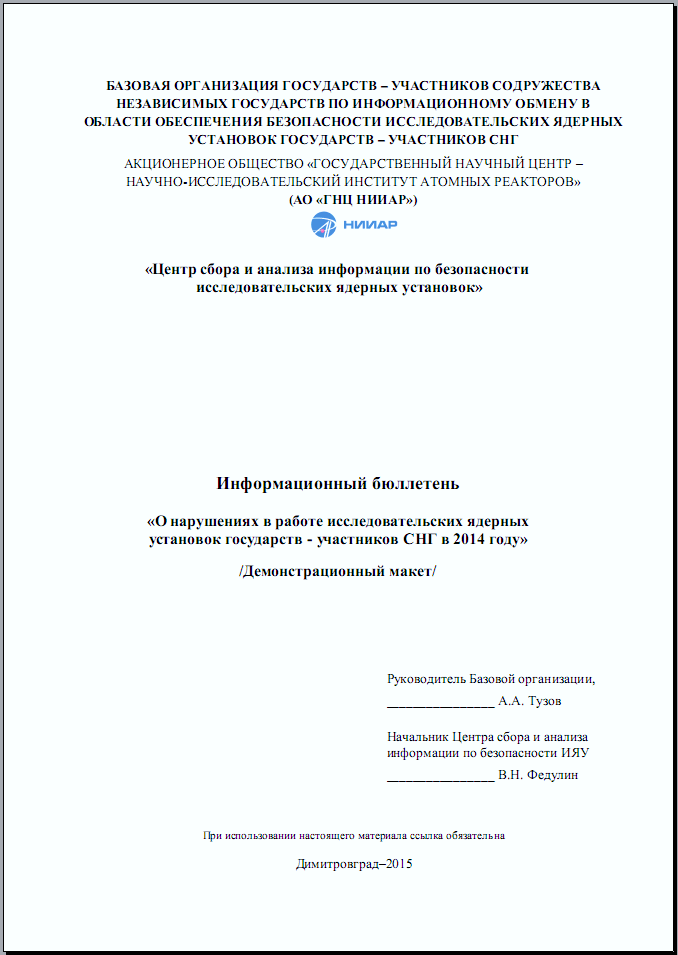 БАЗОВАЯ ОРГАНИЗАЦИЯ ГОСУДАРСТВ – УЧАСТНИКОВ СОДРУЖЕСТВА
НЕЗАВИСИМЫХ ГОСУДАРСТВ ПО ИНФОРМАЦИОННОМУ ОБМЕНУ В
ОБЛАСТИ ОБЕСПЕЧЕНИЯ БЕЗОПАСНОСТИ ИССЛЕДОВАТЕЛЬСКИХ ЯДЕРНЫХ
УСТАНОВОК ГОСУДАРСТВ – УЧАСТНИКОВ СНГ
АКЦИОНЕРНОЕ ОБЩЕСТВО «ГОСУДАРСТВЕННЫЙ НАУЧНЫЙ ЦЕНТР –
НАУЧНО-ИССЛЕДОВАТЕЛЬСКИЙ ИНСТИТУТ АТОМНЫХ РЕАКТОРОВ»
(АО «ГНЦ НИИАР»)
НИИАР
«Центр сбора и анализа информации по безопасности
исследовательских ядерных установок»
Информационный бюллетень
«О нарушениях в работе исследовательских ядерных
установок государств - участников СНГ в 2014 году»
/Демонстрационный макет/
Руководитель Базовой организации,
________________ А.А. Тузов
Начальник Центра сбора и анализа
информации по безопасности ИЯУ
________________ В.Н. Федулин
При использовании настоящего материала ссылка обязательна
Димитровград–2015